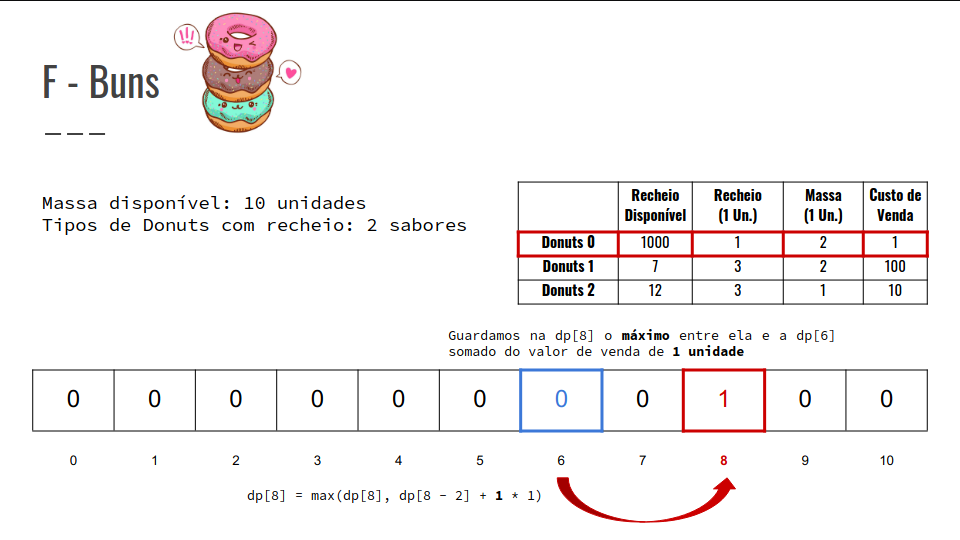 F - Buns
!!!
Massa disponível: 10 unidades
Tipos de Donuts com recheio: 2 sabores
Recheio Disponível Recheio (1 Un.) Massa (1 Un.) Custo de Venda
Donuts 0 1000 1 2 1
Donuts 1 7 3 2 100
Donuts 2 12 3 1 10
Guardamos na dp[8] o máximo entre ela e a dp[6]
somado do valor de venda de 1 unidade
0 0 0 0 0 0 0 0 1 0 0
0 1 2 3 4 5 6 7 8 9 10
dp[8] = max(dp[8], dp[8 - 2] + 1 * 1)